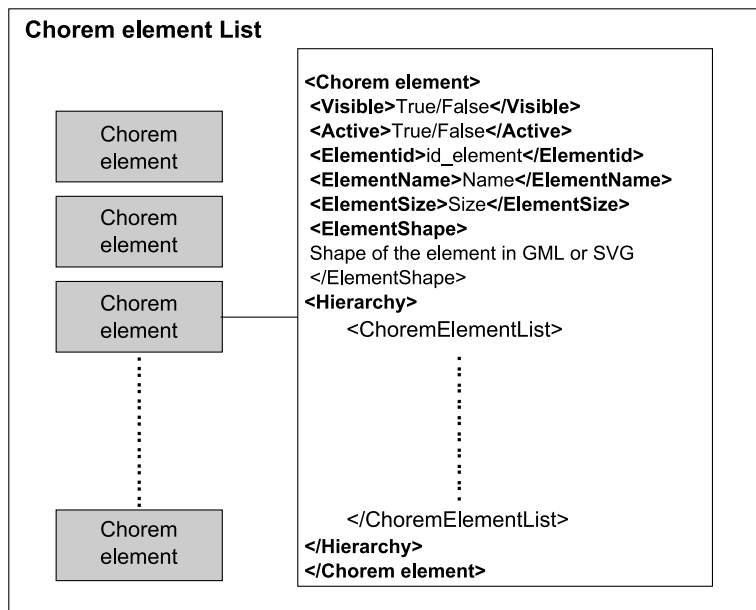 Chorem element List
Chorem
element
Chorem
element
Chorem
element
Chorem
element
<Chorem element>
<Visible>True/False</Visible>
<Active>True/False</Active>
<Elementid>id_element</Elementid>
<ElementName>Name</ElementName>
<ElementSize>Size</ElementSize>
<ElementShape>
Shape of the element in GML or SVG
</ElementShape>
<Hierarchy>
<ChoremElementList>
</ChoremElementList>
</Hierarchy>
</Chorem element>